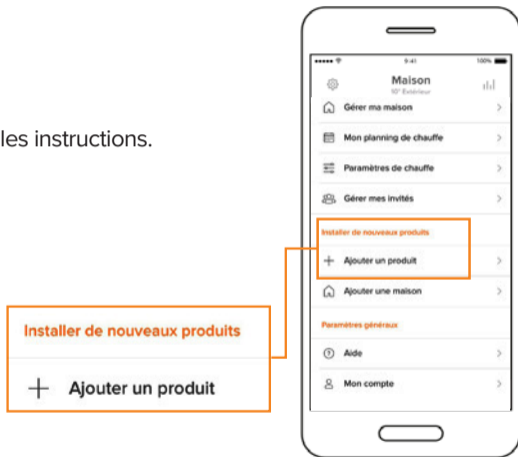 les instructions.
9:41
100%
Maison
10° Extérieur
Gérer ma maison
Mon planning de chauffe
Paramètres de chauffe
Gérer mes invités
Installer de nouveaux produits
Ajouter un produit
Ajouter une maison
Paramètres généraux
Aide
Mon compte
Installer de nouveaux produits
Ajouter un produit